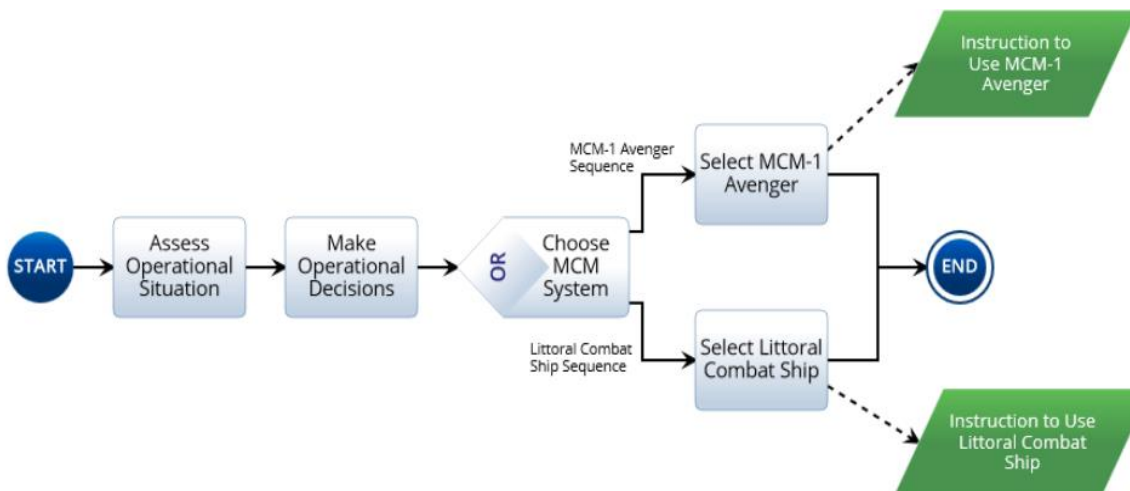 START
Assess
Operational
Situation
Make
Operational
Decisions
OR
Choose
MCM
System
MCM-1 Avenger
Sequence
Select MCM-1
Avenger
Instruction to
Use MCM-1
Avenger
Littoral Combat
Ship Sequence
Select Littoral
Combat Ship
END
Instruction to Use
Littoral Combat
Ship